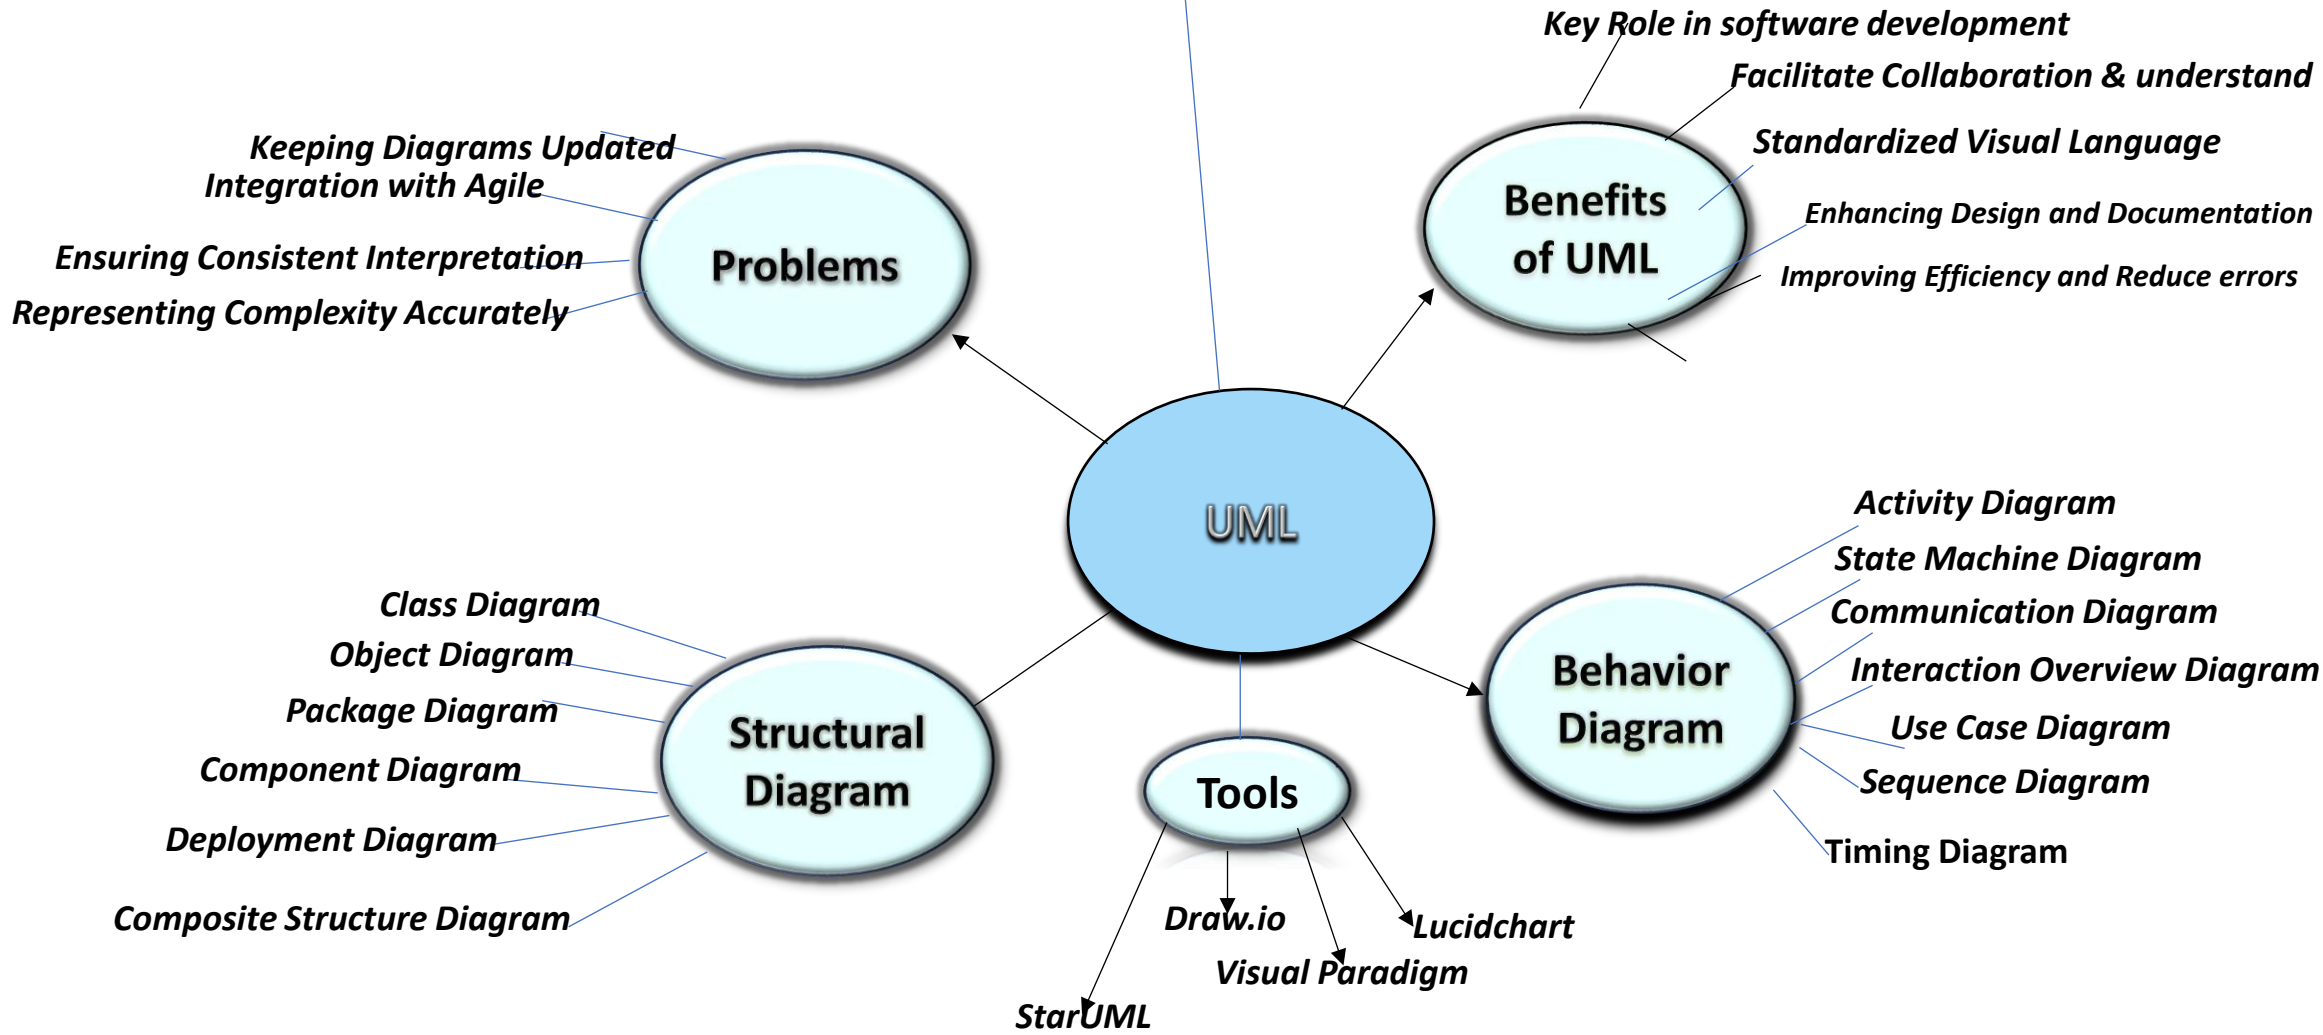 Key Role in software development
Facilitate Collaboration & understand
Standardized Visual Language
Enhancing Design and Documentation
Improving Efficiency and Reduce errors
Benefits
of UML
Keeping Diagrams Updated
Integration with Agile
Ensuring Consistent Interpretation
Representing Complexity Accurately
Problems
UML
Class Diagram
Object Diagram
Package Diagram
Component Diagram
Deployment Diagram
Composite Structure Diagram
Structural
Diagram
Tools
Draw.io
Lucidchart
Visual Paradigm
StarUML
Behavior
Diagram
Activity Diagram
State Machine Diagram
Communication Diagram
Interaction Overview Diagram
Use Case Diagram
Sequence Diagram
Timing Diagram